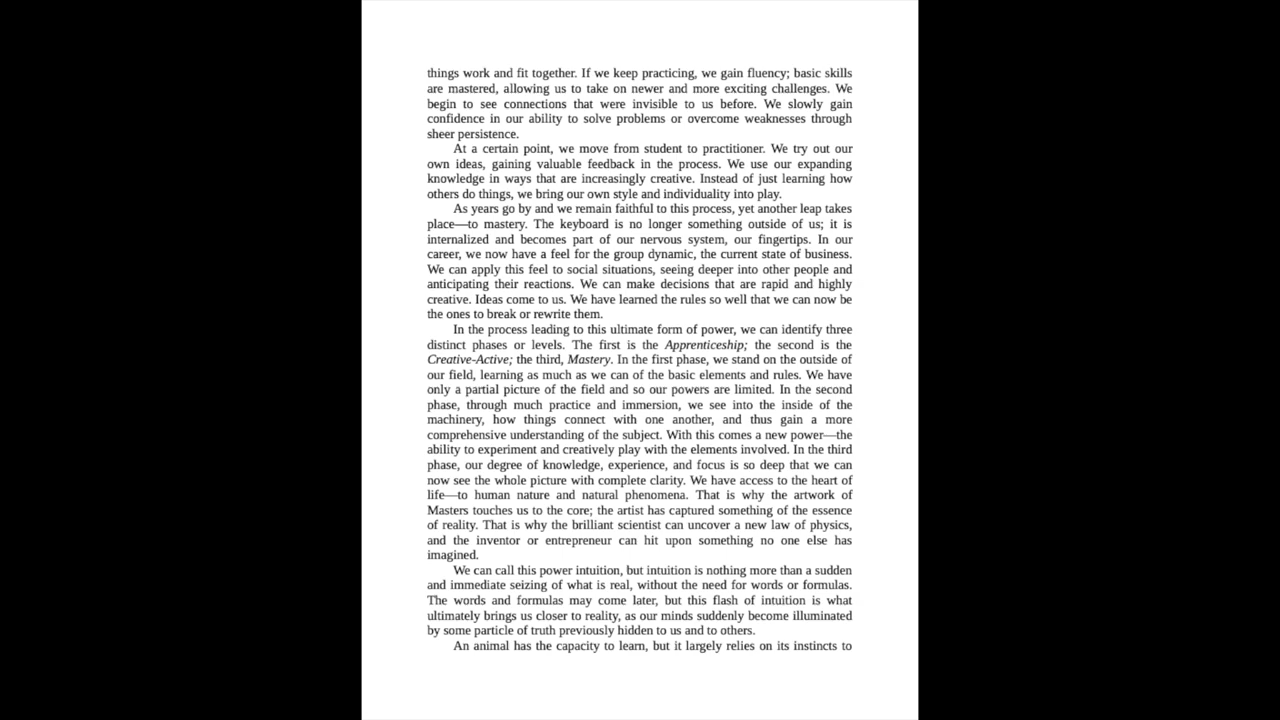 things work and fit together. If we keep practicing, we gain fluency; basic skills
are mastered, allowing us to take on newer and more exciting challenges. We
begin to see connections that were invisible to us before. We slowly gain
confidence in our ability to solve problems or overcome weaknesses through
sheer persistence.
At a certain point, we move from student to practitioner. We try out our
own ideas, gaining valuable feedback in the process. We use our expanding
knowledge in ways that are increasingly creative. Instead of just learning how
others do things, we bring our own style and individuality into play.
As years go by and we remain faithful to this process, yet another leap takes
place—to mastery. The keyboard is no longer something outside of us; it is
internalized and becomes part of our nervous system, our fingertips. In our
career, we now have a feel for the group dynamic, the current state of business.
We can apply this feel to social situations, seeing deeper into other people and
anticipating their reactions. We can make decisions that are rapid and highly
creative. Ideas come to us. We have learned the rules so well that we can now be
the ones to break or rewrite them.
In the process leading to this ultimate form of power, we can identify three
distinct phases or levels. The first is the Apprenticeship; the second is the
Creative-Active; the third, Mastery. In the first phase, we stand on the outside of
our field, learning as much as we can of the basic elements and rules. We have
only a partial picture of the field and so our powers are limited. In the second
phase, through much practice and immersion, we see into the inside of the
machinery, how things connect with one another, and thus gain a more
comprehensive understanding of the subject. With this comes a new power—the
ability to experiment and creatively play with the elements involved. In the third
phase, our degree of knowledge, experience, and focus is so deep that we can
now see the whole picture with complete clarity. We have access to the heart of
life—to human nature and natural phenomena. That is why the artwork of
Masters touches us to the core; the artist has captured something of the essence
of reality. That is why the brilliant scientist can uncover a new law of physics,
and the inventor or entrepreneur can hit upon something no one else has
imagined.
We can call this power intuition, but intuition is nothing more than a sudden
and immediate seizing of what is real, without the need for words or formulas.
The words and formulas may come later, but this flash of intuition is what
ultimately brings us closer to reality, as our minds suddenly become illuminated
by some particle of truth previously hidden to us and to others.
An animal has the capacity to learn, but it largely relies on its instincts to